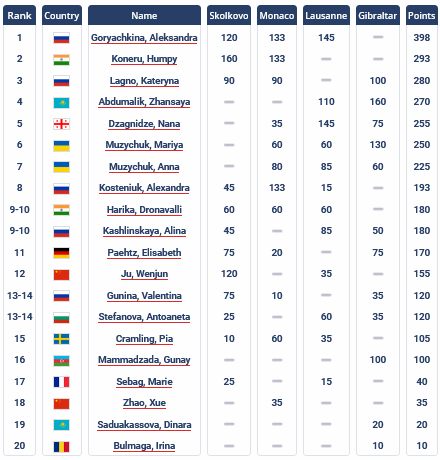 Rank Country Name Skolkovo Monaco Lausanne Gibraltar Points
1 Goryachkina, Aleksandra 120 133 145 — 398
2 Koneru, Humpy 160 133 — — 293
3 Lagno, Kateryna 90 90 — 100 280
4 Abdumalik, Zhansaya — — 110 160 270
5 Dzagnidze, Nana — 35 145 75 255
6 Muzychuk, Mariya — 60 60 130 250
7 Muzychuk, Anna — 80 85 60 225
8 Kosteniuk, Alexandra 45 133 15 — 193
9-10 Harika, Dronavalli 60 60 60 — 180
9-10 Kashlinskaya, Alina 45 — 85 50 180
11 Paehtz, Elisabeth 75 20 — 75 170
12 Ju, Wenjun 120 — 35 — 155
13-14 Gunina, Valentina 75 10 — 35 120
13-14 Stefanova, Antoaneta 25 — 60 35 120
15 Cramling, Pia 10 60 35 — 105
16 Mammadzada, Gunay — — — 100 100
17 Sebag, Marie 25 — 15 — 40
18 Zhao, Xue — 35 — — 35
19 Saduakassova, Dinara — — — 20 20
20 Bulmaga, Irina — — — 10 10